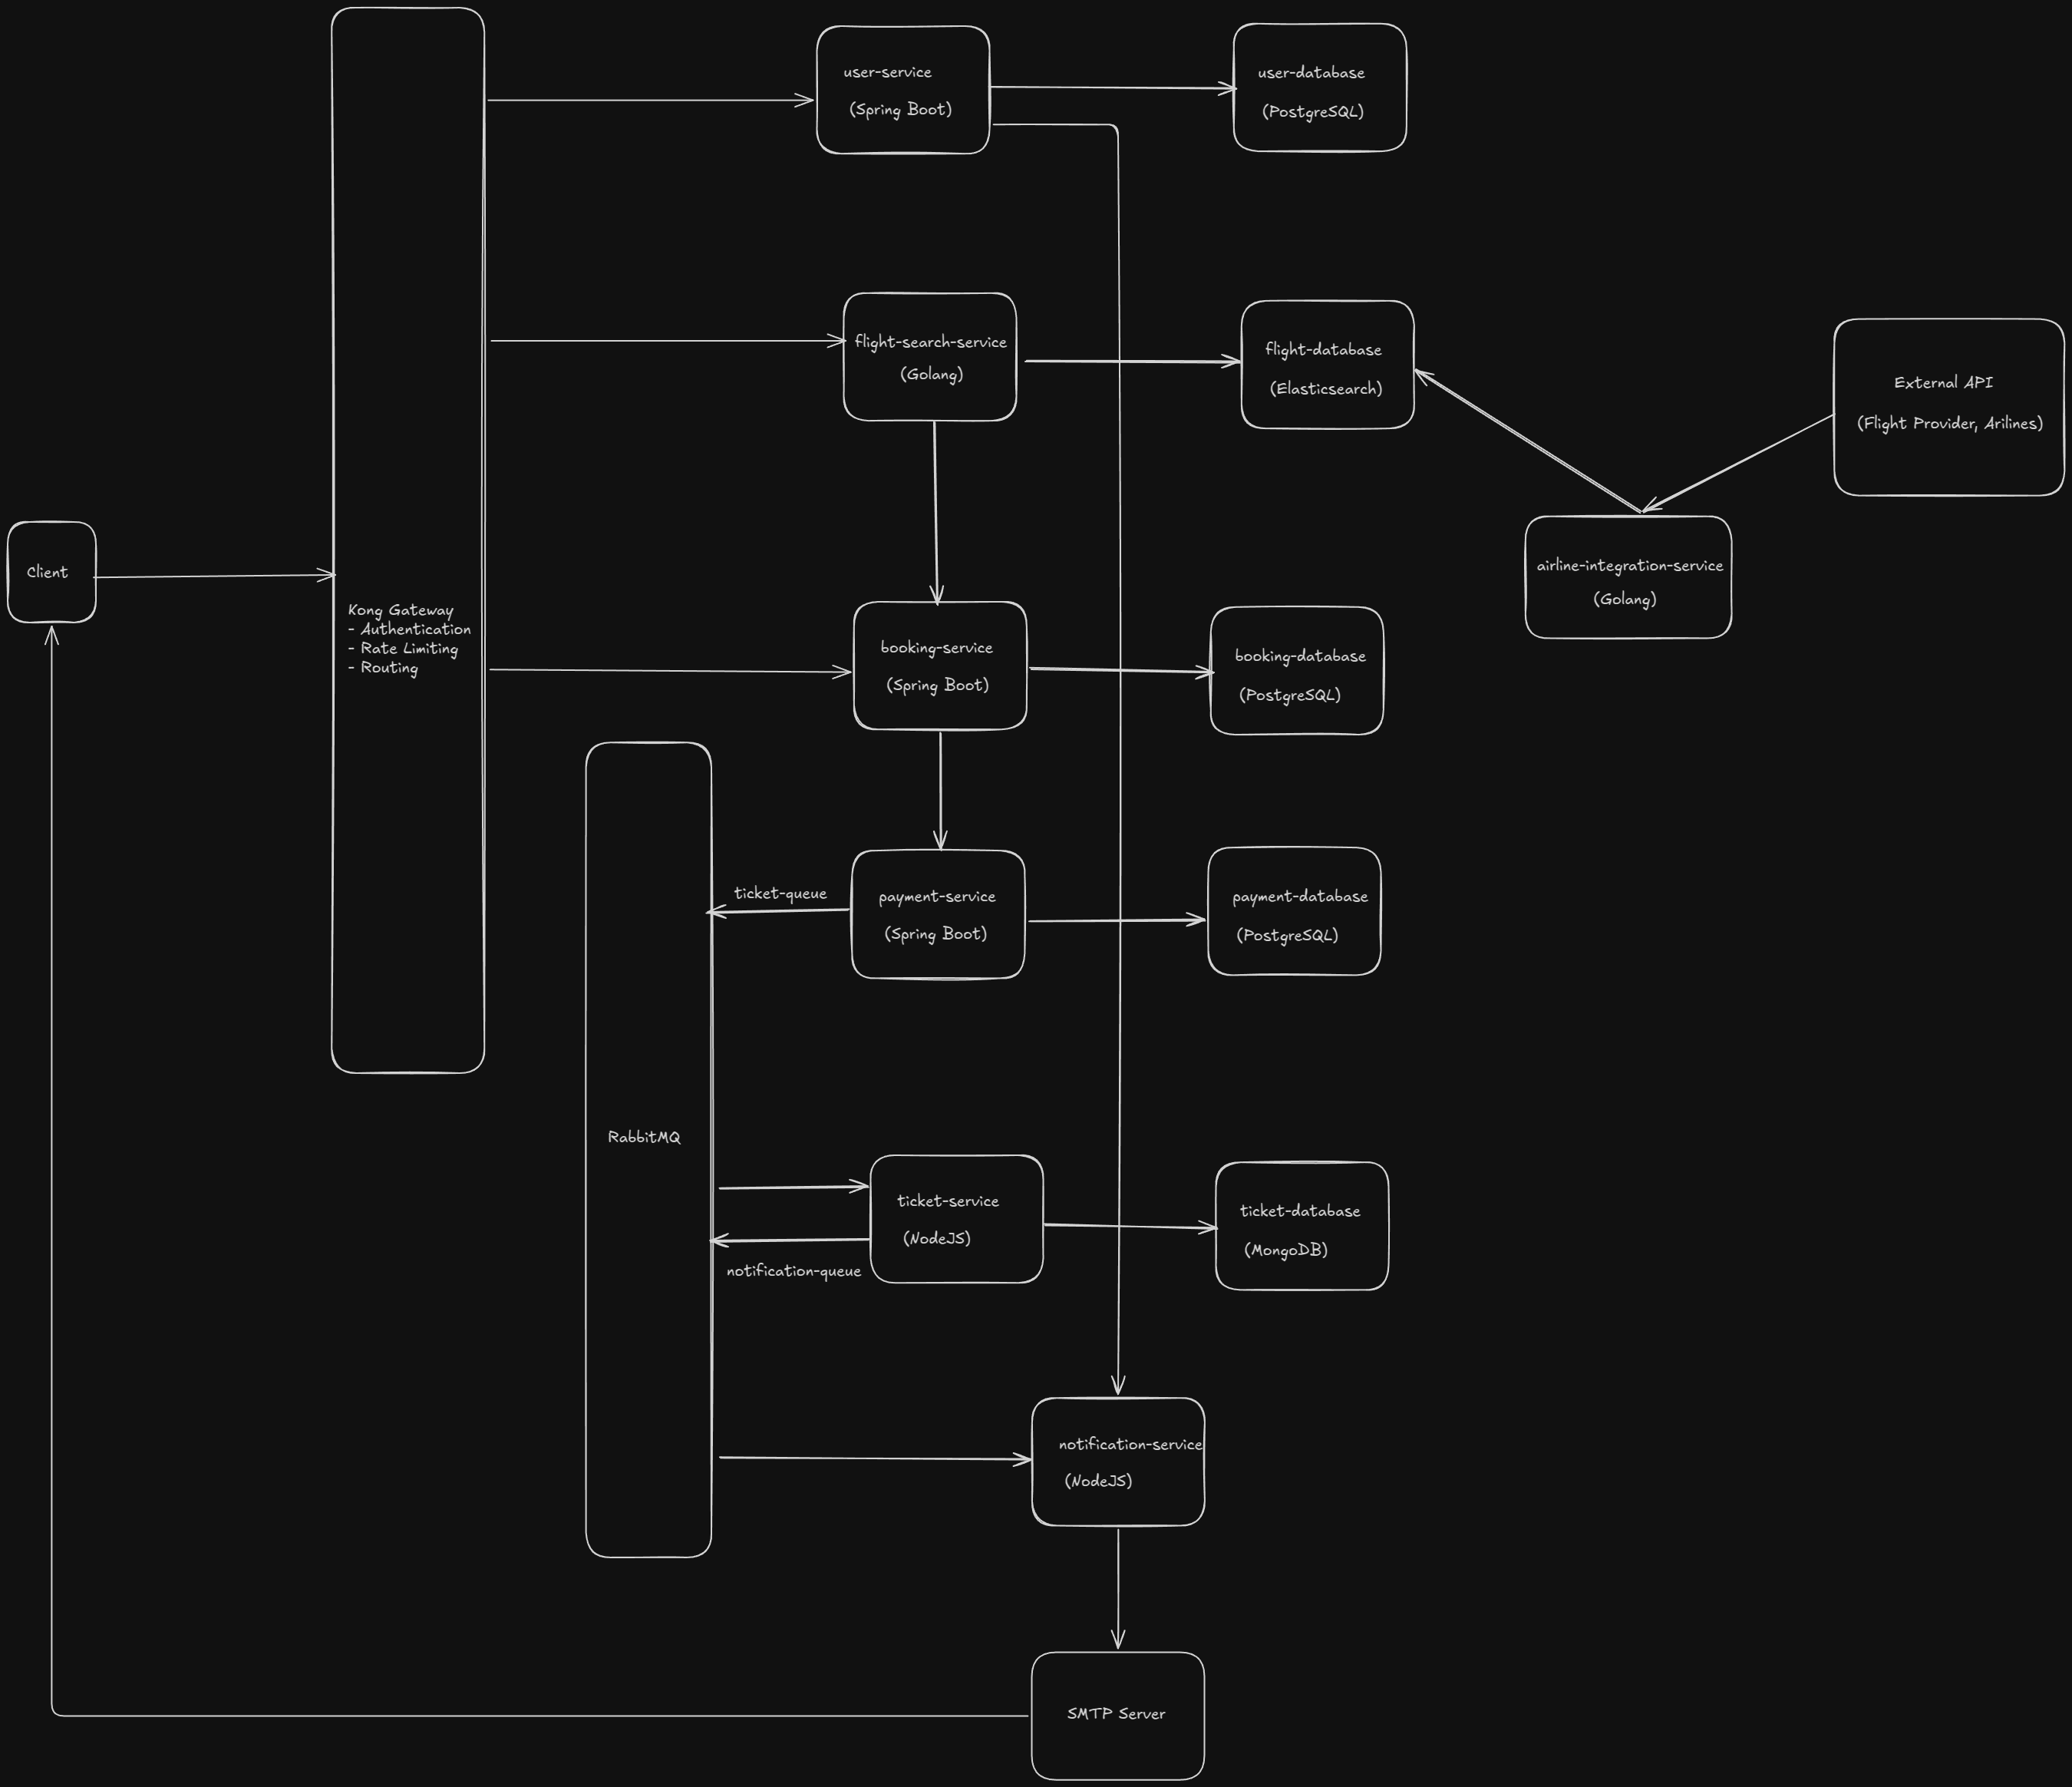 user-service
(Spring Boot)
user-database
(PostgreSQL)
flight-search-service
(Golang)
flight-database
(Elasticsearch)
External API
(Flight Provider, Arilines)
airline-integration-service
(Golang)
Client
Kong Gateway
- Authentication
- Rate Limiting
- Routing
booking-service
(Spring Boot)
booking-database
(PostgreSQL)
ticket-queue
payment-service
(Spring Boot)
payment-database
(PostgreSQL)
RabbitMQ
ticket-service
(NodeJS)
ticket-database
(MongoDB)
notification-queue
notification-service
(NodeJS)
SMTP Server